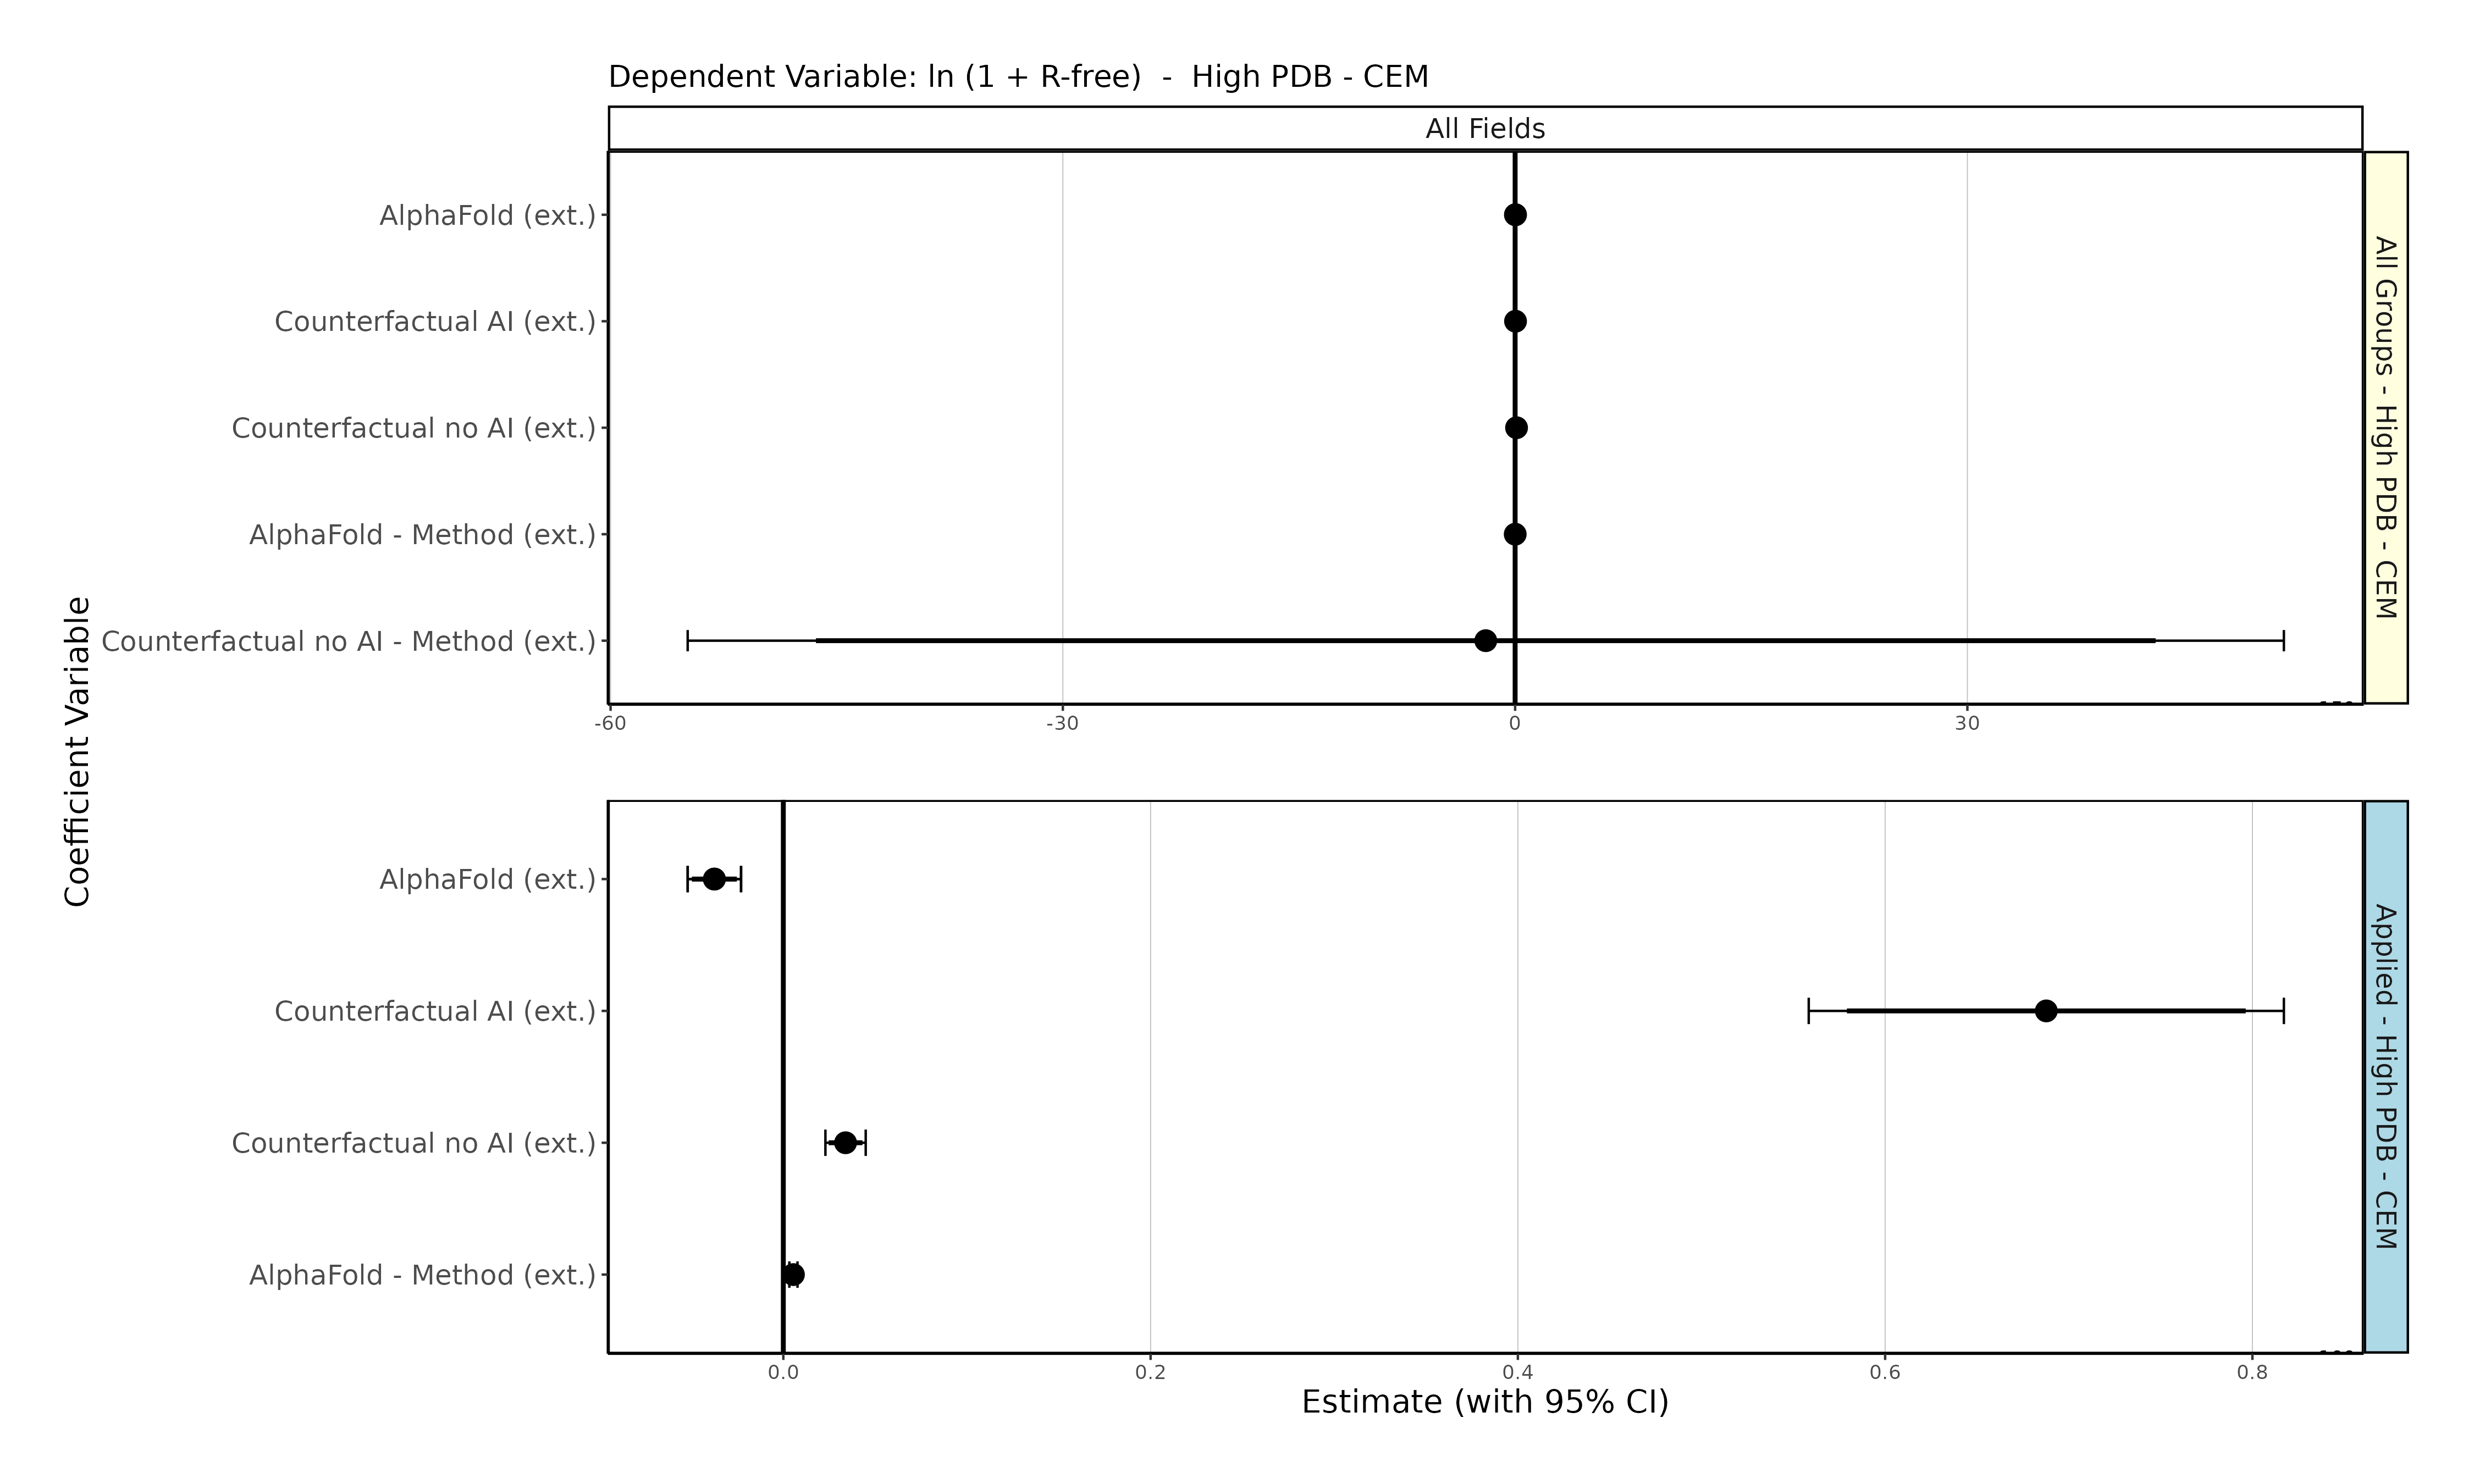 Dependent Variable: ln (1 + R-free)  -  High PDB - CEM
All Fields
AlphaFold (ext.)
Counterfactual AI (ext.)
Counterfactual no AI (ext.)
AlphaFold - Method (ext.)
Counterfactual no AI - Method (ext.)
-60
-30
0
30
All Groups - High PDB - CEM
Coefficient Variable
AlphaFold (ext.)
Counterfactual AI (ext.)
Counterfactual no AI (ext.)
AlphaFold - Method (ext.)
0.0
0.2
0.4
0.6
0.8
Applied - High PDB - CEM
Estimate (with 95% CI)